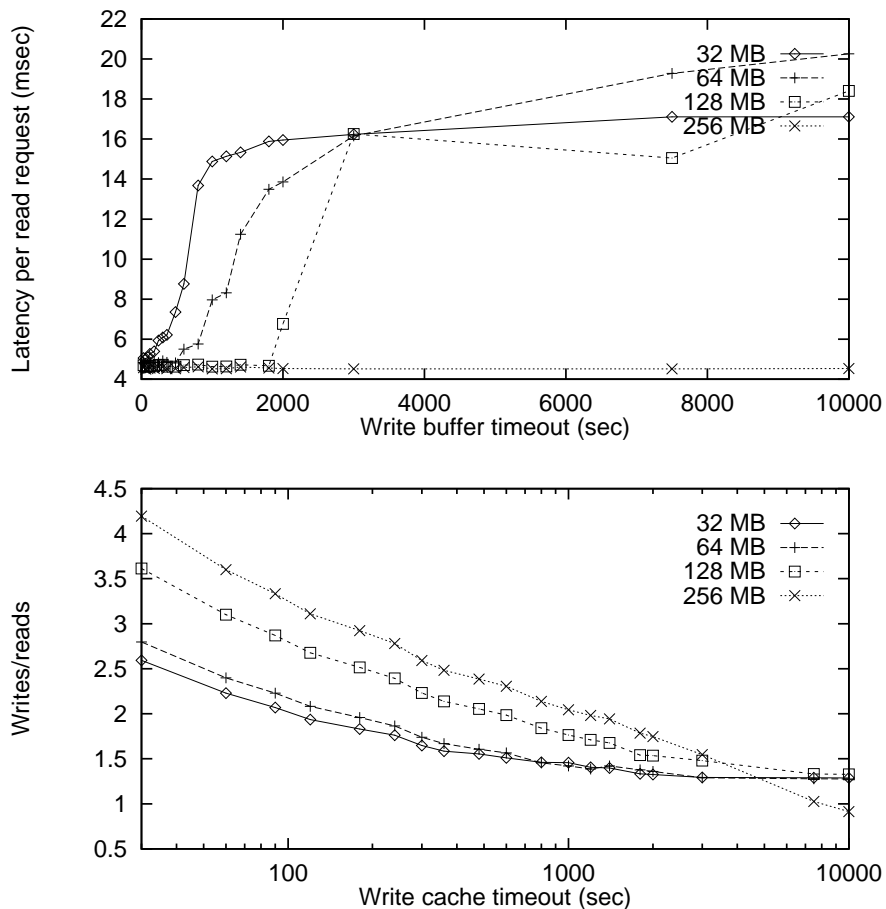 Latency per read request (msec)
22
20
18
16
14
12
10
8
6
4
32 MB
64 MB
128 MB
256 MB
0 2000 4000 6000 8000 10000
Write buffer timeout (sec)
Writes/reads
4.5
4
3.5
3
2.5
2
1.5
1
0.5
32 MB
64 MB
128 MB
256 MB
100 1000 10000
Write cache timeout (sec)